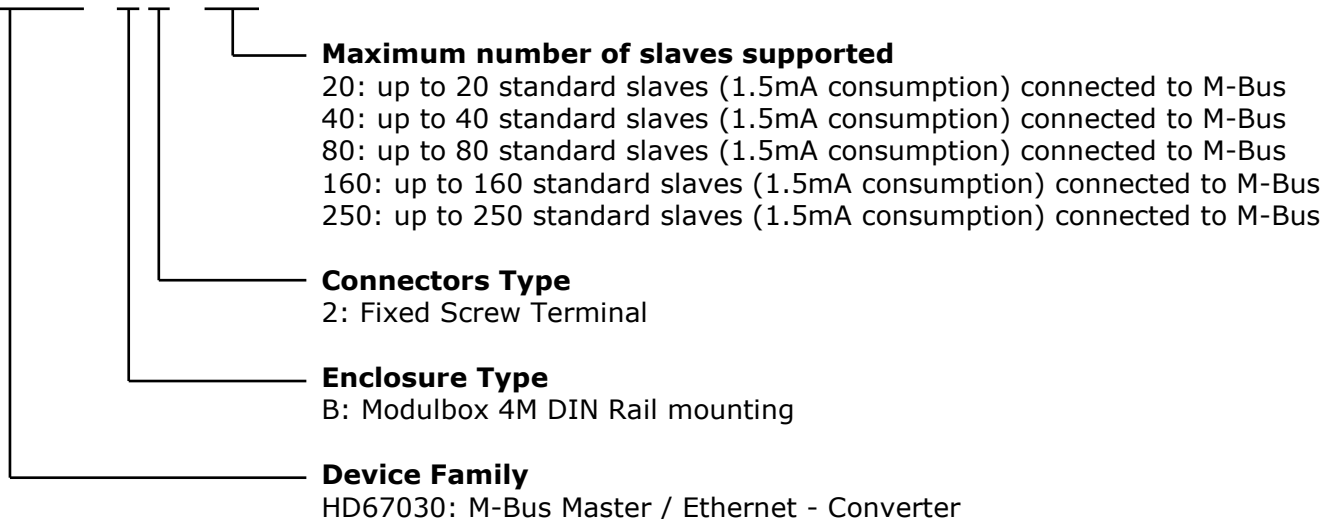 Maximum number of slaves supported
20: up to 20 standard slaves (1.5mA consumption) connected to M-Bus
40: up to 40 standard slaves (1.5mA consumption) connected to M-Bus
80: up to 80 standard slaves (1.5mA consumption) connected to M-Bus
160: up to 160 standard slaves (1.5mA consumption) connected to M-Bus
250: up to 250 standard slaves (1.5mA consumption) connected to M-Bus
Connectors Type
2: Fixed Screw Terminal
Enclosure Type
B: Modulbox 4M DIN Rail mounting
Device Family
HD67030: M-Bus Master / Ethernet - Converter